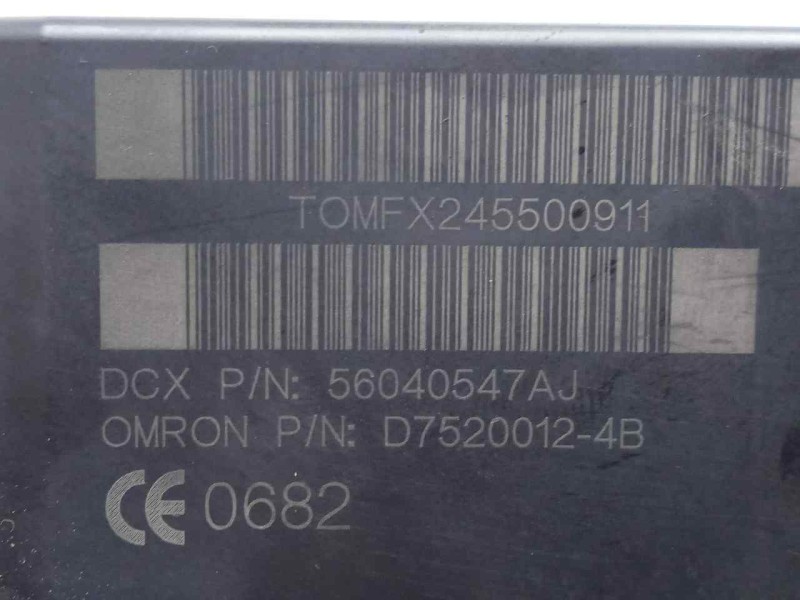 TOMFX245500911
DCX P/N: 56040547AJ
OMRON P/N: D7520012-4B
CE 0682